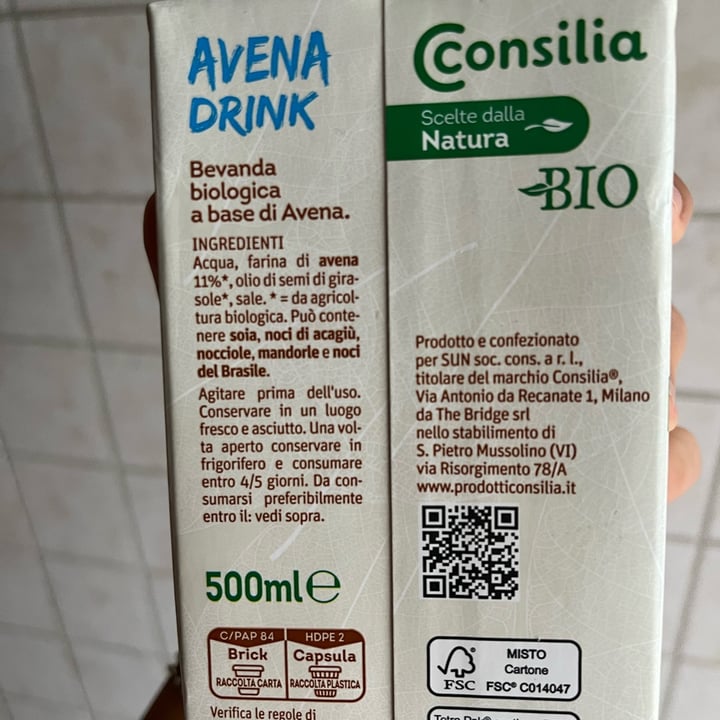 AVENA
DRINK
Bevanda
biologica
a base di Avena.
INGREDIENTI
Acqua, farina di avena
11%*, olio di semi di gira-
sole*, sale. * = da agricol-
tura biologica. Può conte-
nere soia, noci di acagiù,
nocciole, mandorle e noci
del Brasile.
Agitare prima dell'uso.
Conservare in un luogo
fresco e asciutto. Una vol-
ta aperto conservare in
frigorifero e consumare
entro 4/5 giorni. Da con-
sumarsi preferibilmente
entro il: vedi sopra.
500ml e
C/PAP 84
Brick
RACCOLTA CARTA
HDPE 2
Capsula
RACCOLTA PLASTICA
Verifica le regole di
Consilia
Scelte dalla
Natura
BIO
Prodotto e confezionato
per SUN soc. cons. a r. l.,
titolare del marchio Consilia®,
Via Antonio da Recanate 1, Milano
da The Bridge srl
nello stabilimento di
S. Pietro Mussolino (VI)
via Risorgimento 78/A
www.prodotticonsilia.it
FSC
MISTO
Cartone
FSC® C014047